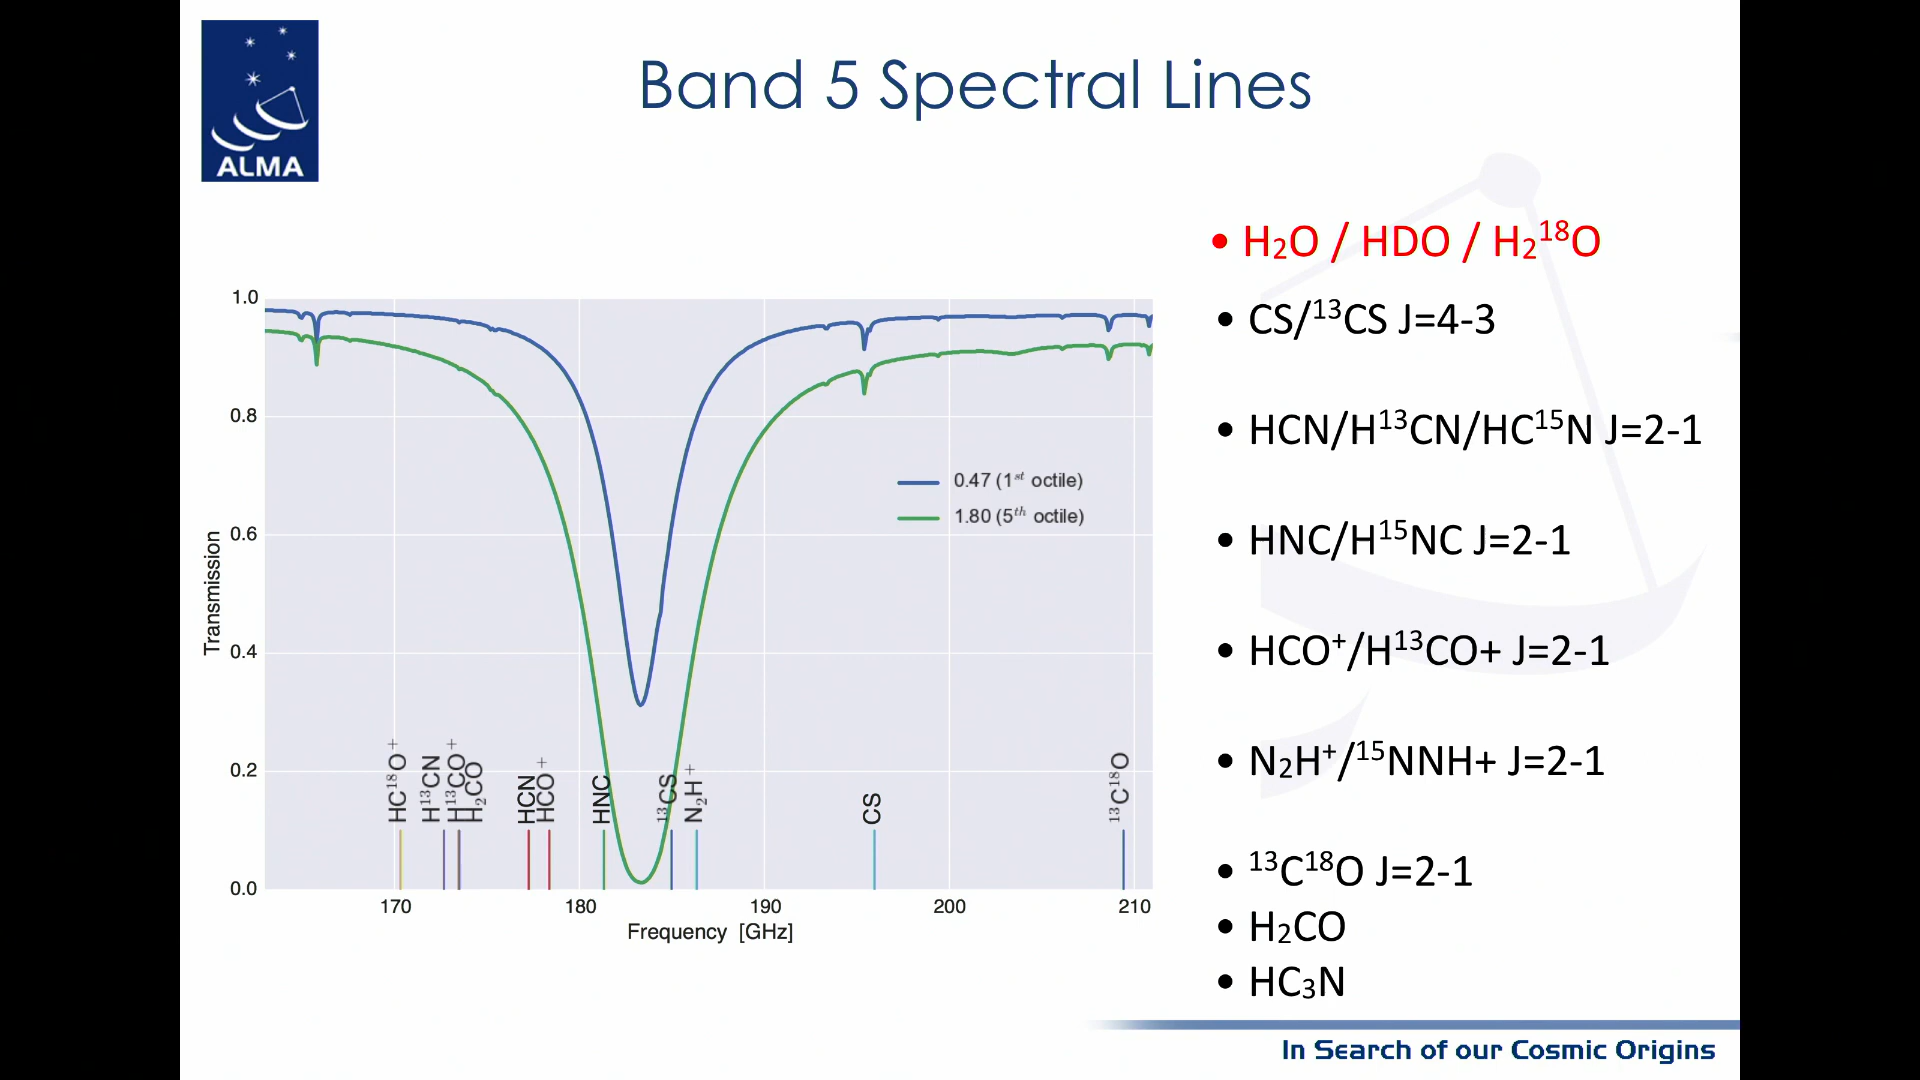 ALMA
Band 5 Spectral Lines
• H₂O / HDO / H₂¹⁸O
• CS/¹³CS J=4-3
• HCN/H¹³CN/HC¹⁵N J=2-1
• HNC/H¹⁵NC J=2-1
• HCO⁺/H¹³CO+ J=2-1
• N₂H⁺/¹⁵NNH+ J=2-1
• ¹³C¹⁸O J=2-1
• H₂CO
• HC₃N
Transmission
1.0
0.8
0.6
0.4
0.2
0.0
0.47 (1ˢᵗ octile)
1.80 (5ᵗʰ octile)
HC¹⁸O⁺
H¹³CN
H¹³CO⁺
H₂CO
HCN
HCO⁺
HNC
¹³CS
N₂H⁺
CS
¹³C¹⁸O
170 180 190 200 210
Frequency [GHz]
In Search of our Cosmic Origins